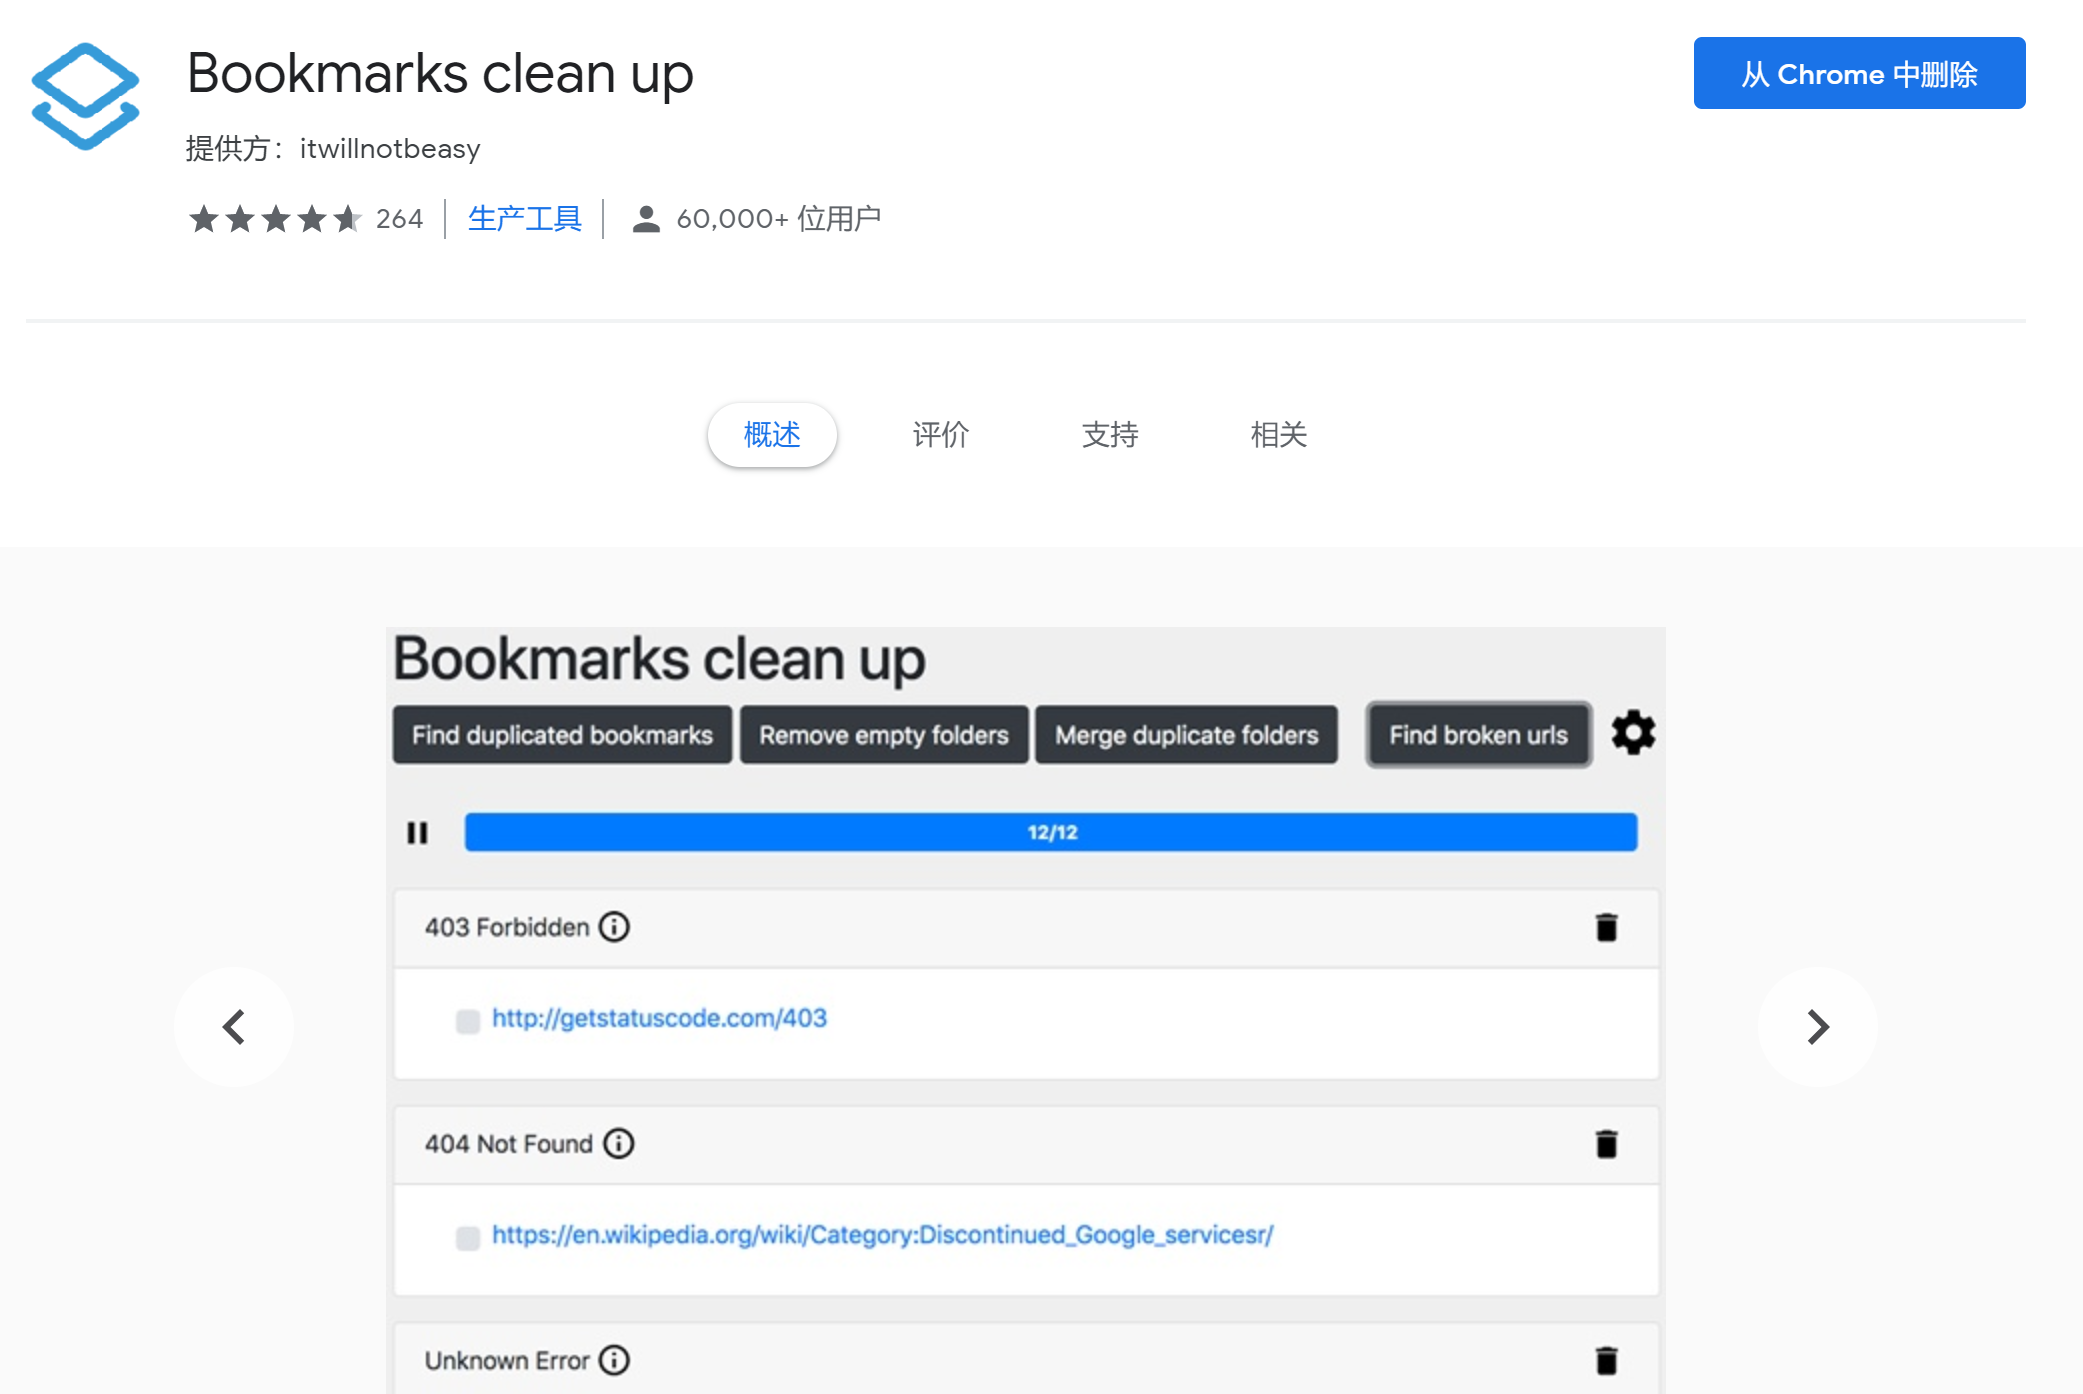 Bookmarks clean up
从 Chrome 中删除
提供方：itwillnotbeasy
264
生产工具
60,000+ 位用户
概述
评价
支持
相关
Bookmarks clean up
Find duplicated bookmarks
Remove empty folders
Merge duplicate folders
Find broken urls
12/12
403 Forbidden
http://getstatuscode.com/403
404 Not Found
https://en.wikipedia.org/wiki/Category:Discontinued_Google_servicesr/
Unknown Error